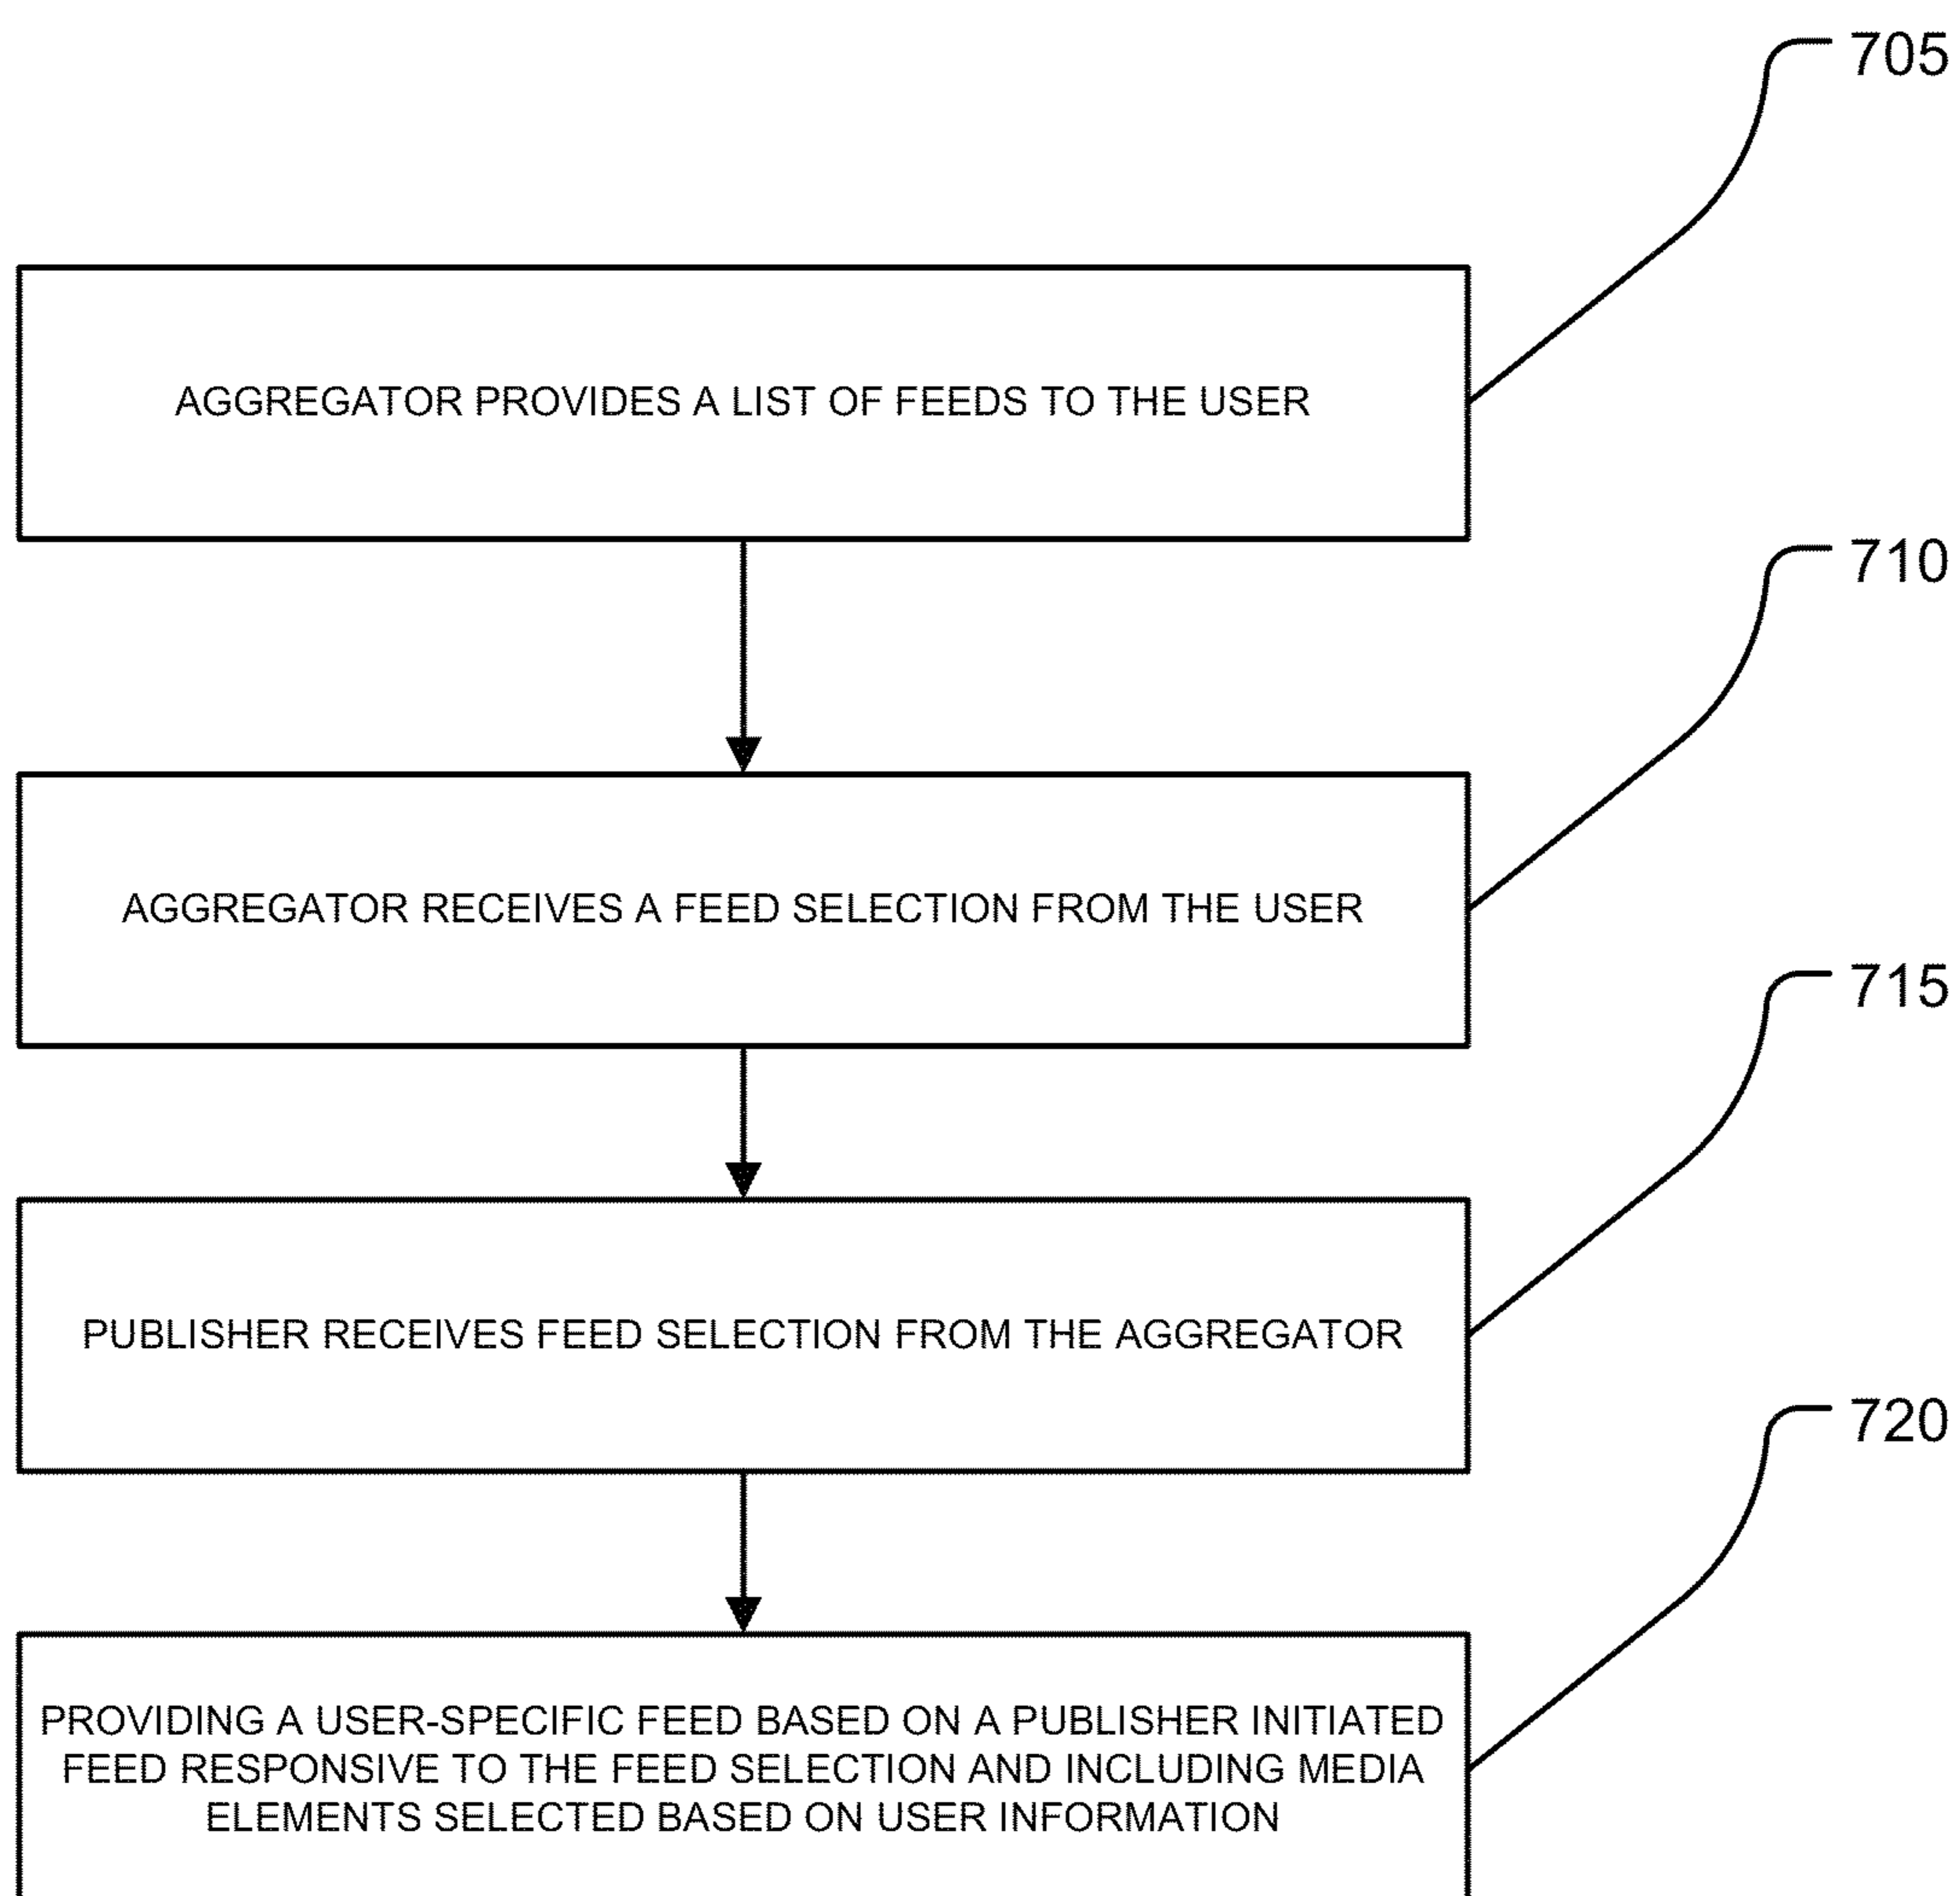 705
AGGREGATOR PROVIDES A LIST OF FEEDS TO THE USER
710
AGGREGATOR RECEIVES A FEED SELECTION FROM THE USER
715
PUBLISHER RECEIVES FEED SELECTION FROM THE AGGREGATOR
720
PROVIDING A USER-SPECIFIC FEED BASED ON A PUBLISHER INITIATED
FEED RESPONSIVE TO THE FEED SELECTION AND INCLUDING MEDIA
ELEMENTS SELECTED BASED ON USER INFORMATION